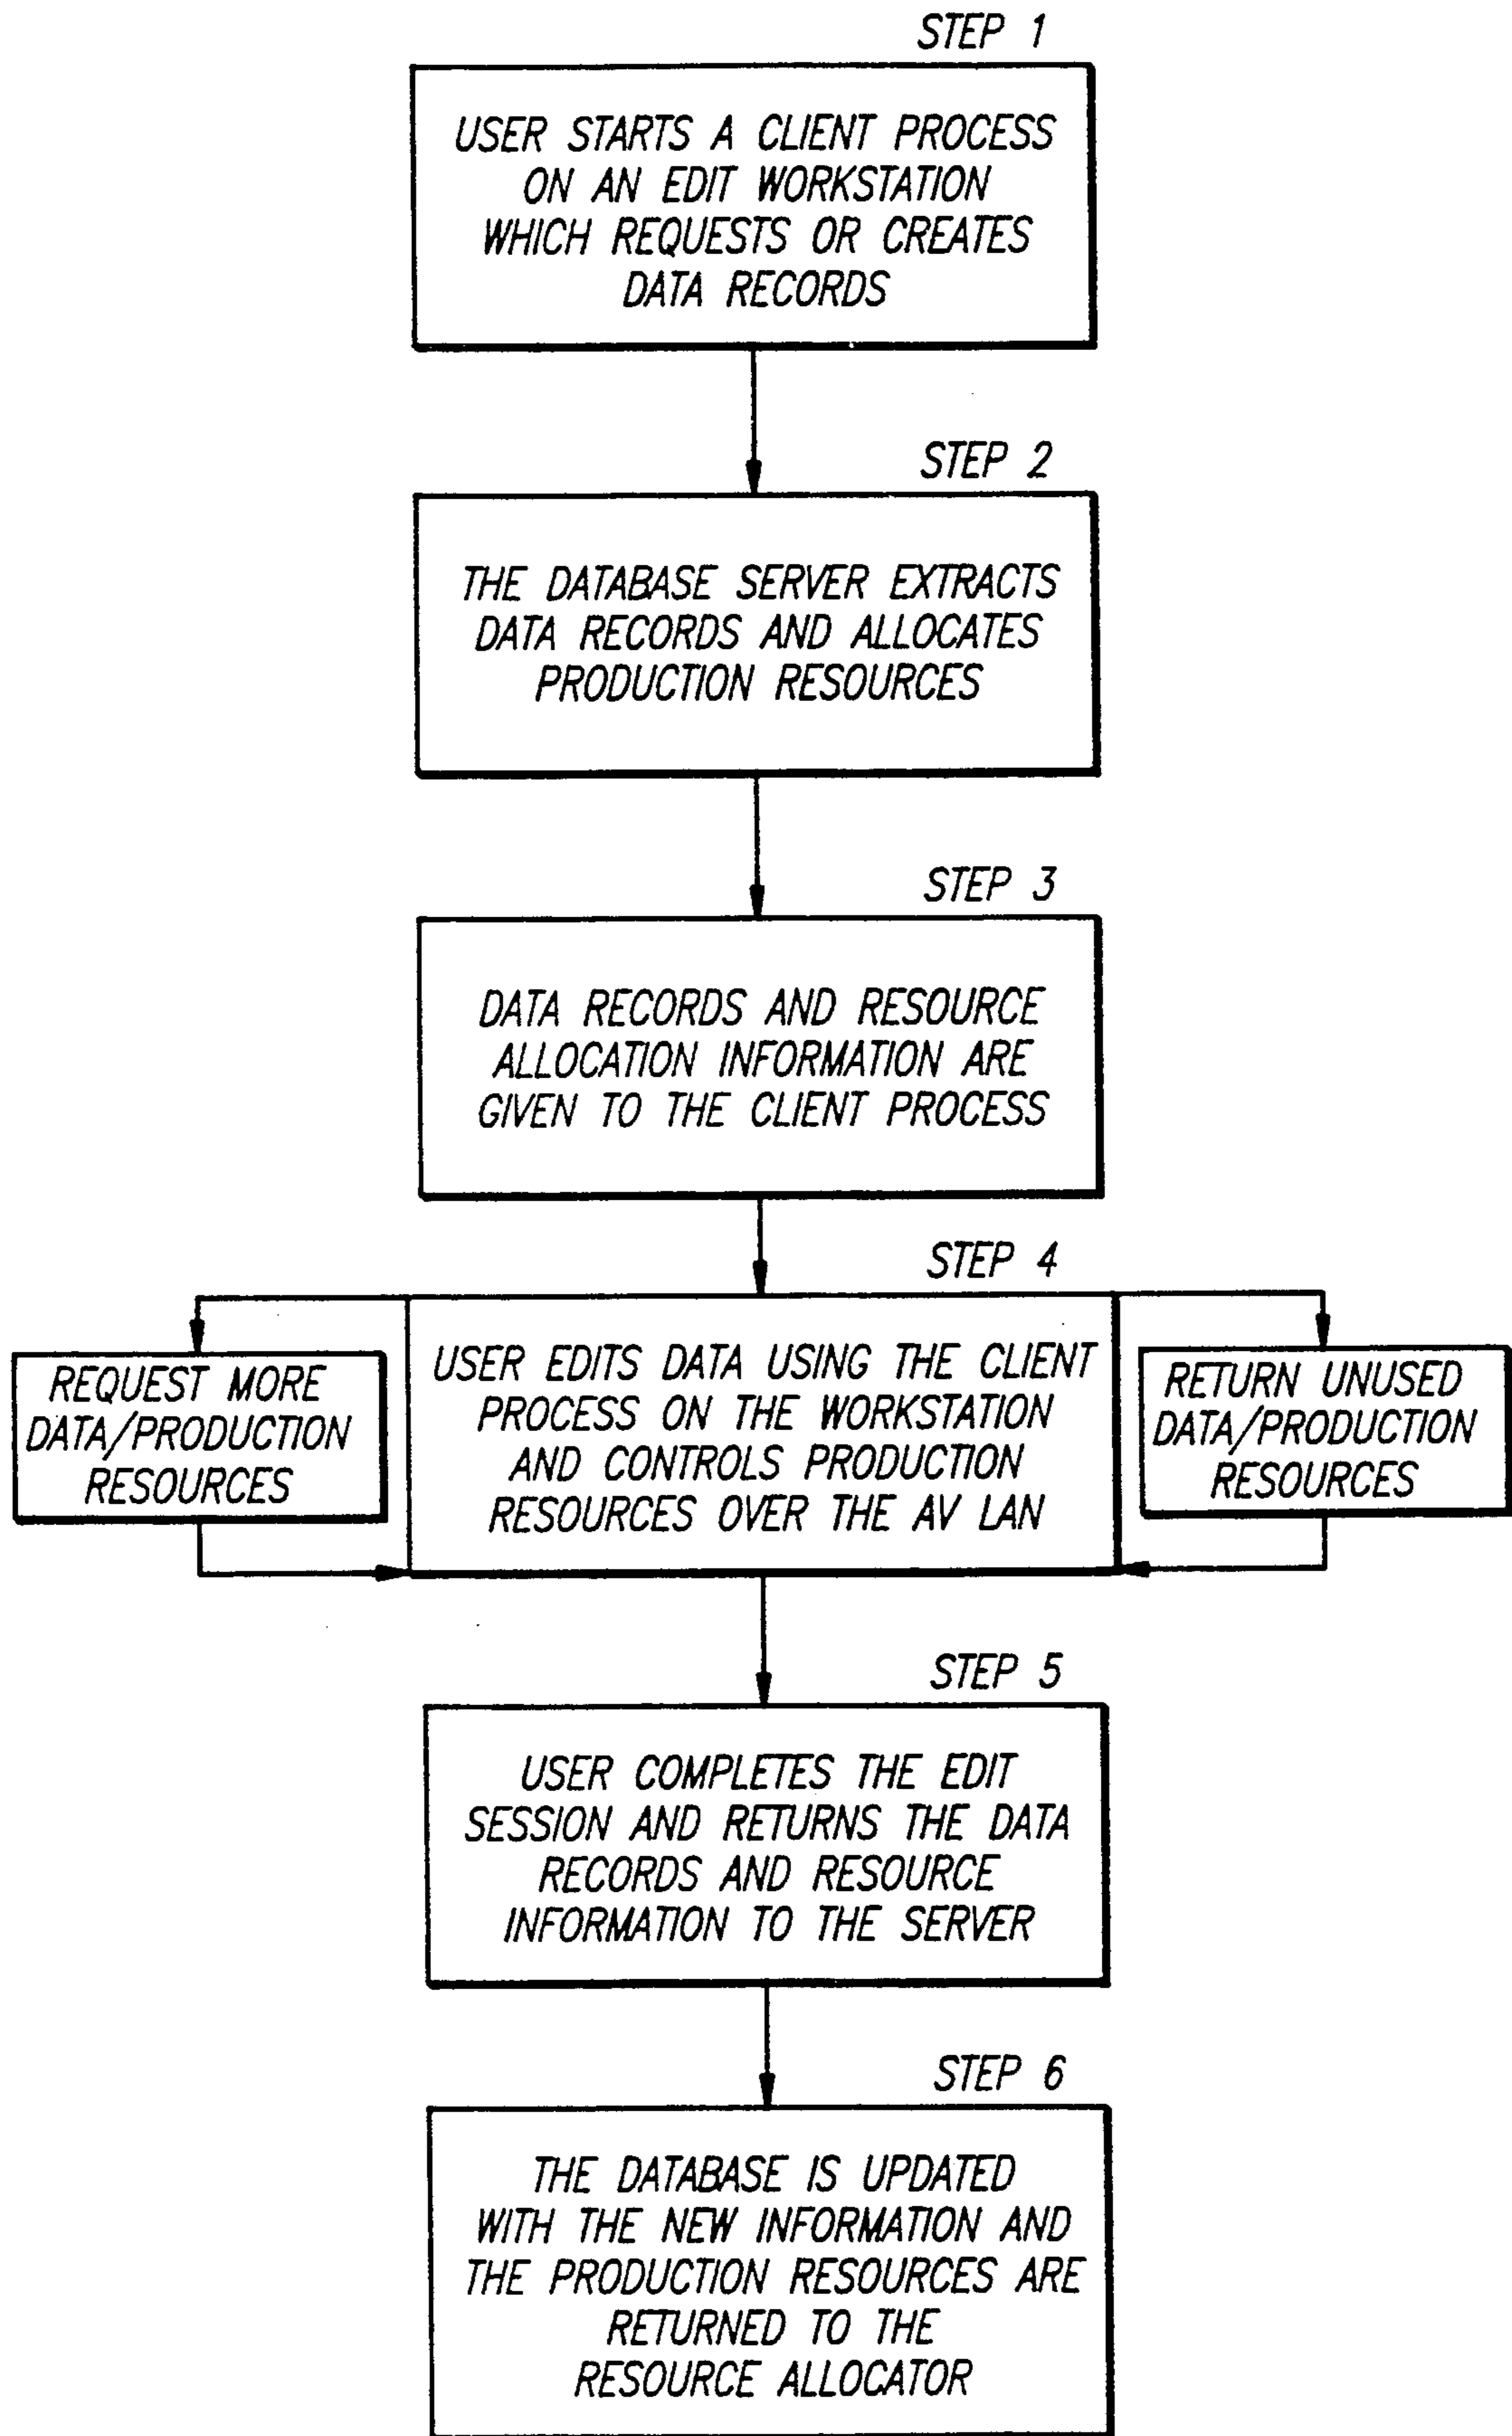 STEP 1
USER STARTS A CLIENT PROCESS
ON AN EDIT WORKSTATION
WHICH REQUESTS OR CREATES
DATA RECORDS
STEP 2
THE DATABASE SERVER EXTRACTS
DATA RECORDS AND ALLOCATES
PRODUCTION RESOURCES
STEP 3
DATA RECORDS AND RESOURCE
ALLOCATION INFORMATION ARE
GIVEN TO THE CLIENT PROCESS
STEP 4
REQUEST MORE
DATA/PRODUCTION
RESOURCES
USER EDITS DATA USING THE CLIENT
PROCESS ON THE WORKSTATION
AND CONTROLS PRODUCTION
RESOURCES OVER THE AV LAN
RETURN UNUSED
DATA/PRODUCTION
RESOURCES
STEP 5
USER COMPLETES THE EDIT
SESSION AND RETURNS THE DATA
RECORDS AND RESOURCE
INFORMATION TO THE SERVER
STEP 6
THE DATABASE IS UPDATED
WITH THE NEW INFORMATION AND
THE PRODUCTION RESOURCES ARE
RETURNED TO THE
RESOURCE ALLOCATOR